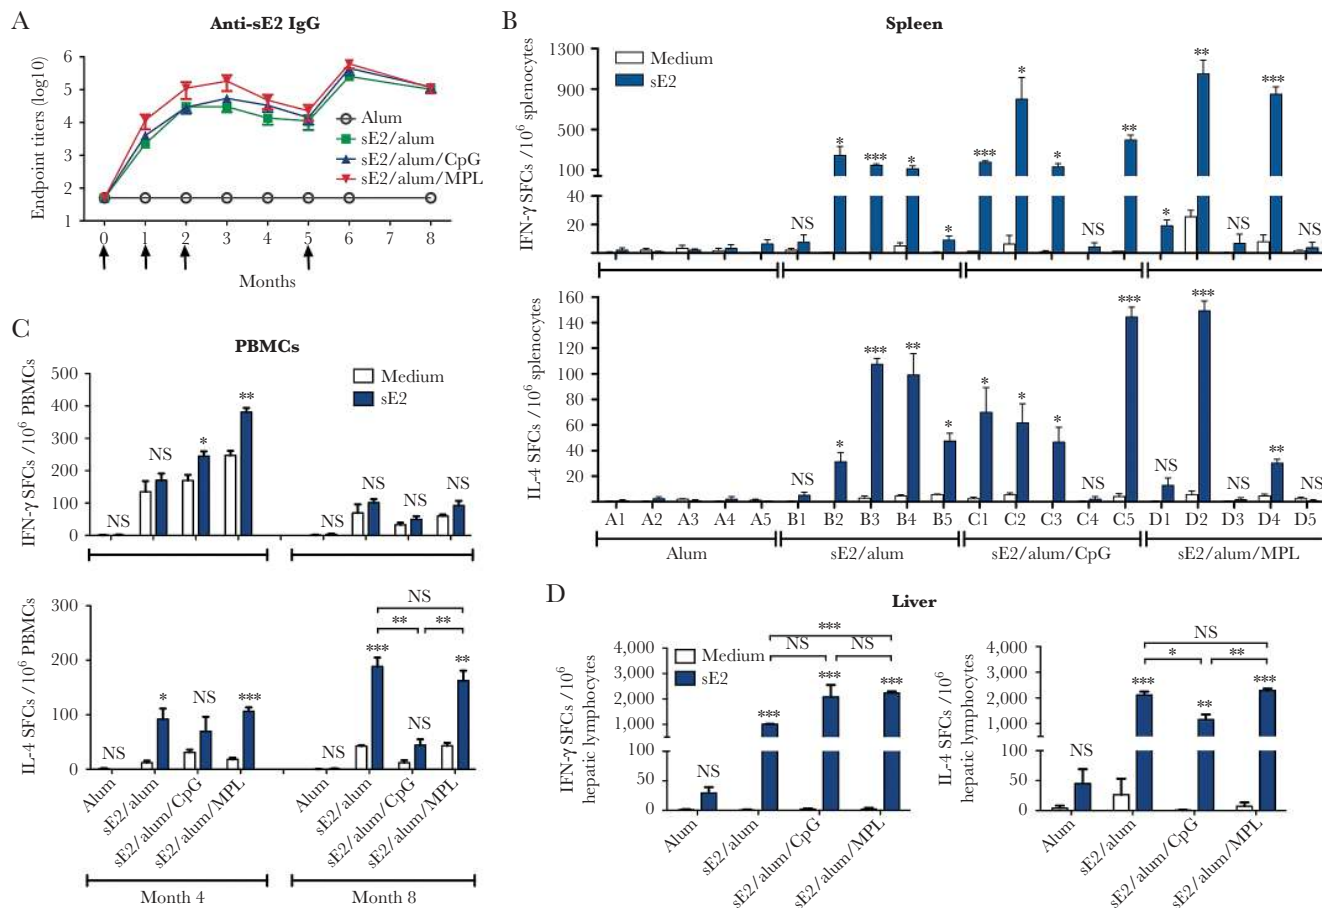 A
Anti-sE2 IgG
Endpoint titers (log10)
6
5
4
3
2
1
Alum
sE2/alum
sE2/alum/CpG
sE2/alum/MPL
0 1 2 3 4 5 6 8
Months
B
Spleen
IFN-γ SFCs /10⁶ splenocytes
1300
900
500
100
40
20
0
Medium
sE2
NS * *** * * *** * * NS ** * ** NS *** NS
IL-4 SFCs /10⁶ splenocytes
160
140
120
100
80
60
40
20
0
NS * *** ** * * * * NS *** NS *** NS ** NS
A1 A2 A3 A4 A5 B1 B2 B3 B4 B5 C1 C2 C3 C4 C5 D1 D2 D3 D4 D5
Alum sE2/alum sE2/alum/CpG sE2/alum/MPL
C
PBMCs
IFN-γ SFCs /10⁶ PBMCs
500
400
300
200
100
0
Medium
sE2
NS NS * ** NS NS NS NS
IL-4 SFCs /10⁶ PBMCs
300
200
100
0
NS
** **
NS * NS *** NS *** NS **
Alum sE2/alum sE2/alum/CpG sE2/alum/MPL Alum sE2/alum sE2/alum/CpG sE2/alum/MPL
Month 4 Month 8
D
Liver
IFN-γ SFCs /10⁶
hepatic lymphocytes
4,000
3,000
2,000
1,000
100
50
0
Medium
sE2
***
NS NS
NS *** *** ***
Alum sE2/alum sE2/alum/CpG sE2/alum/MPL
IL-4 SFCs /10⁶
hepatic lymphocytes
4,000
3,000
2,000
1,000
100
50
0
NS
* **
NS *** ** ***
Alum sE2/alum sE2/alum/CpG sE2/alum/MPL